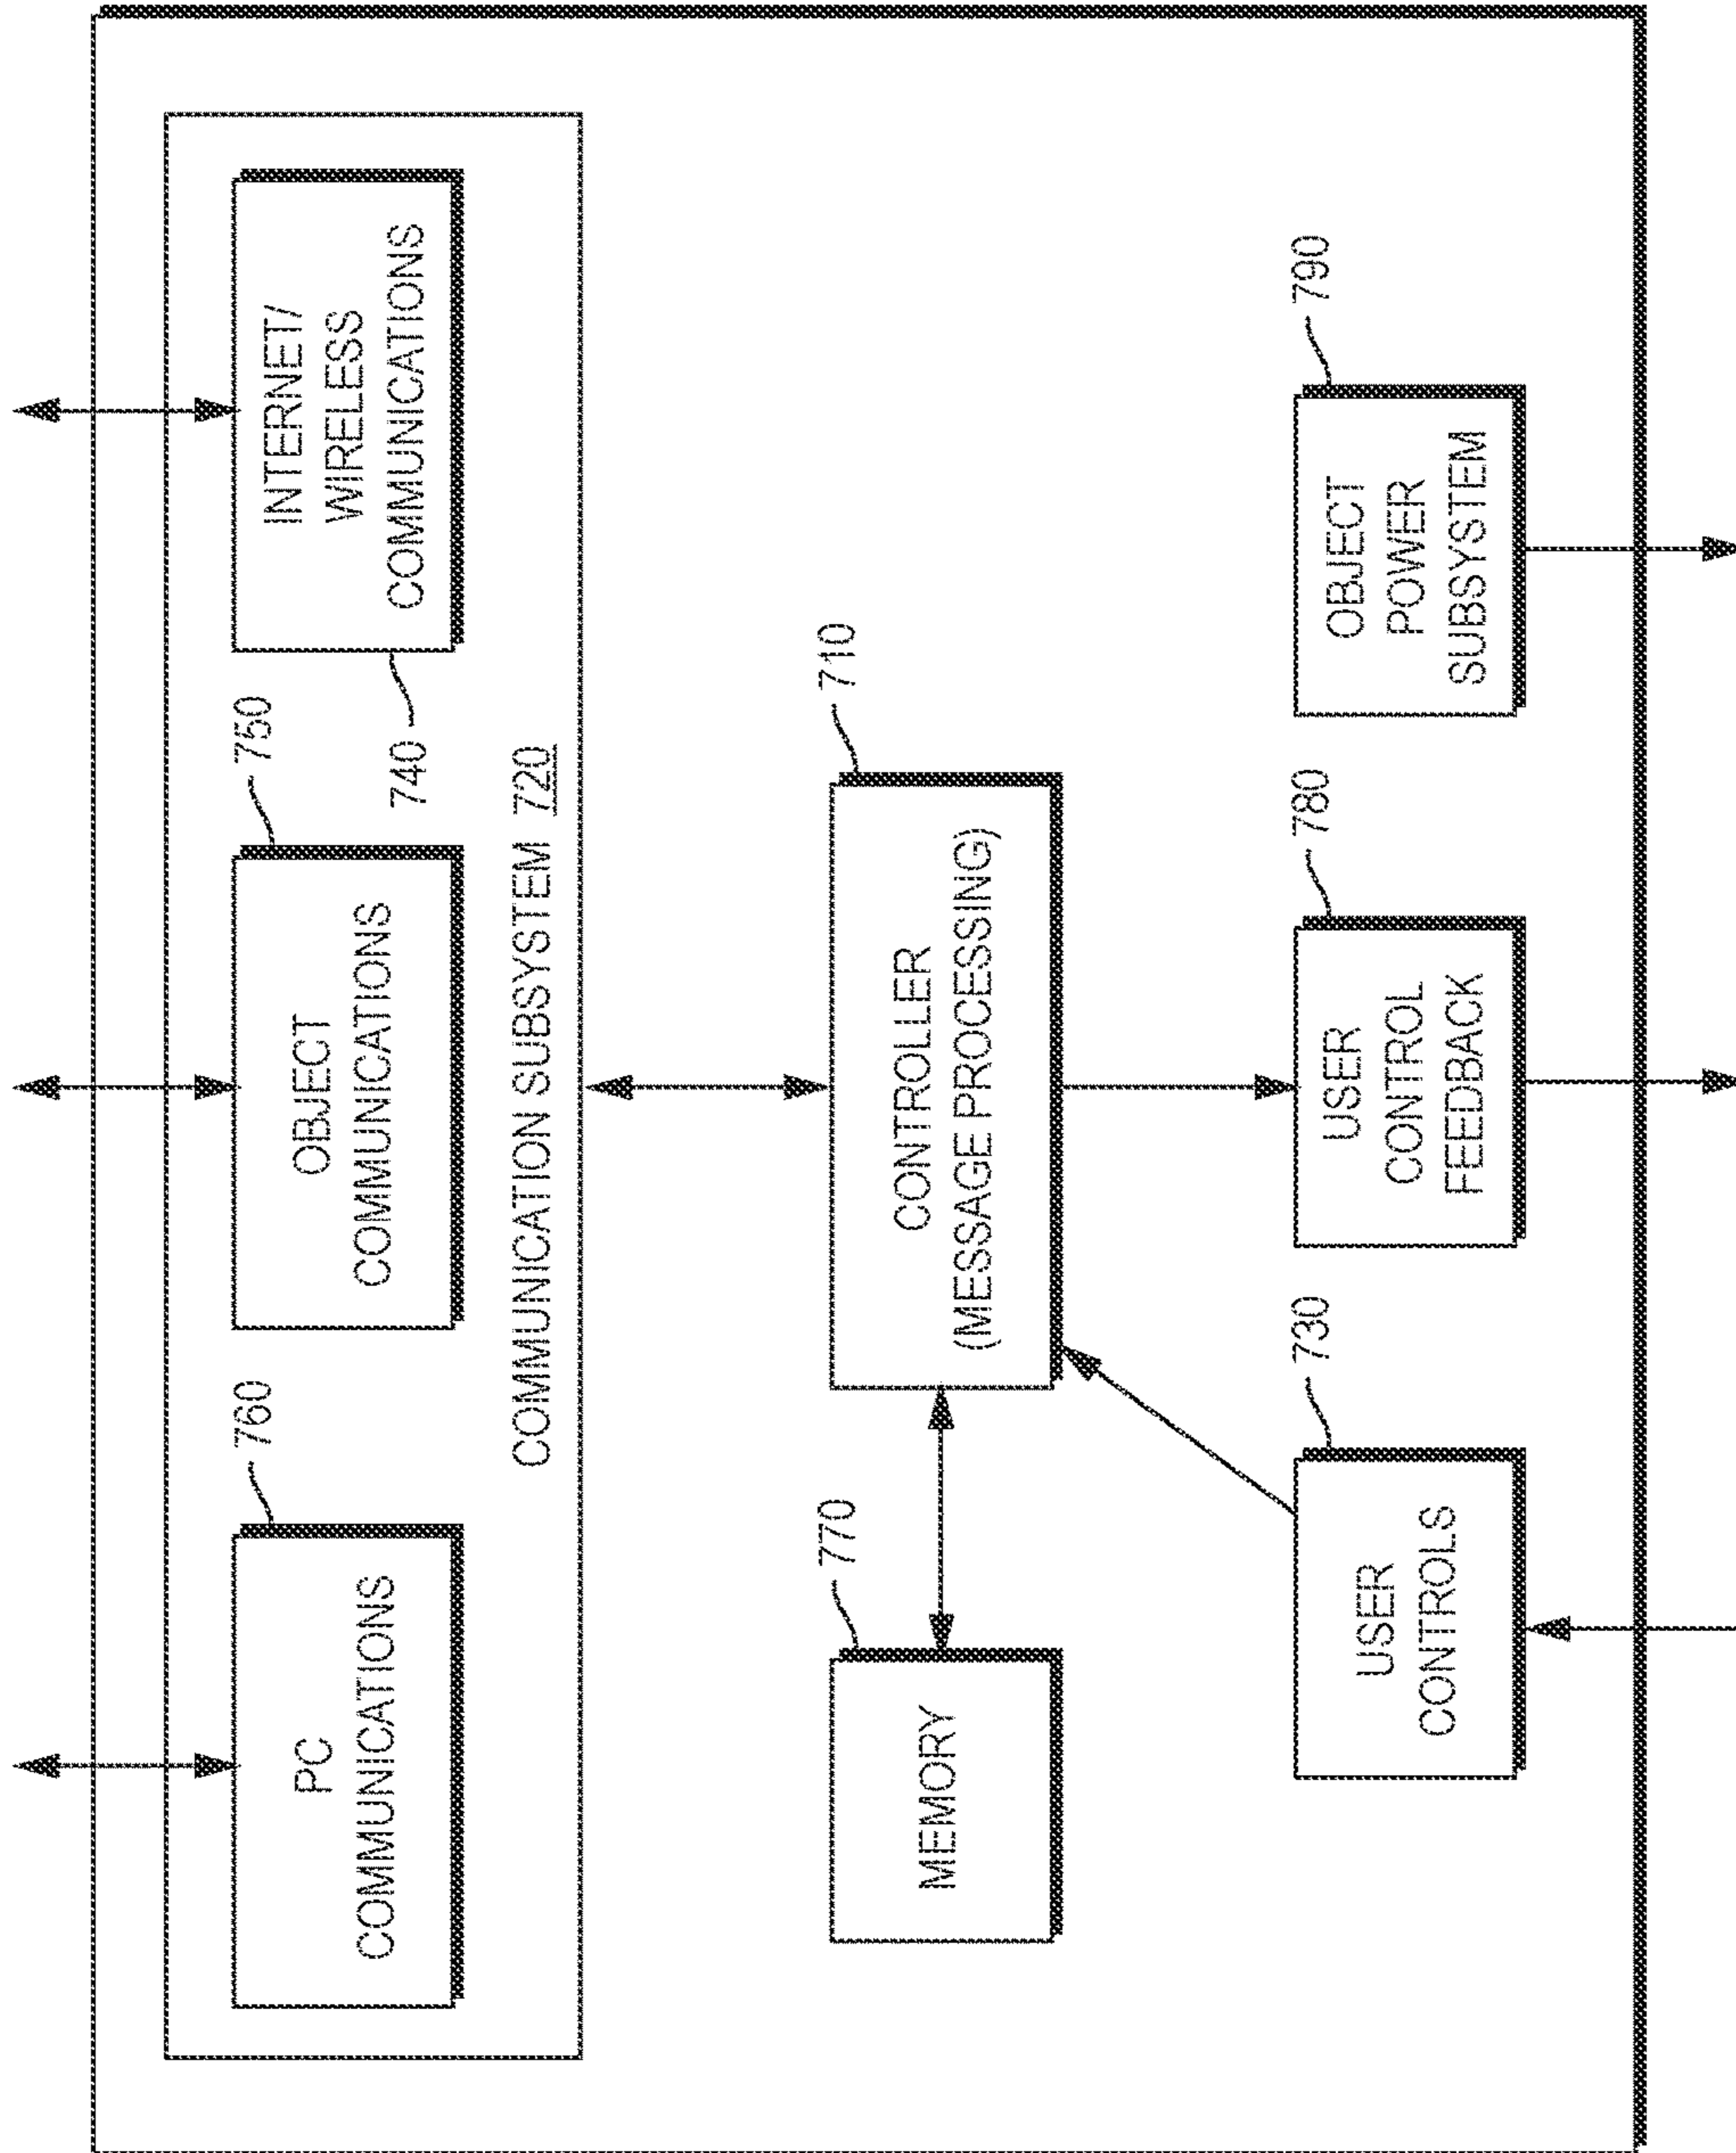 760
PC
COMMUNICATIONS
750
OBJECT
COMMUNICATIONS
INTERNET/
WIRELESS
COMMUNICATIONS
740
COMMUNICATION SUBSYSTEM 720
770
MEMORY
710
CONTROLLER
(MESSAGE PROCESSING)
730
USER
CONTROLS
780
USER
CONTROL
FEEDBACK
790
OBJECT
POWER
SUBSYSTEM